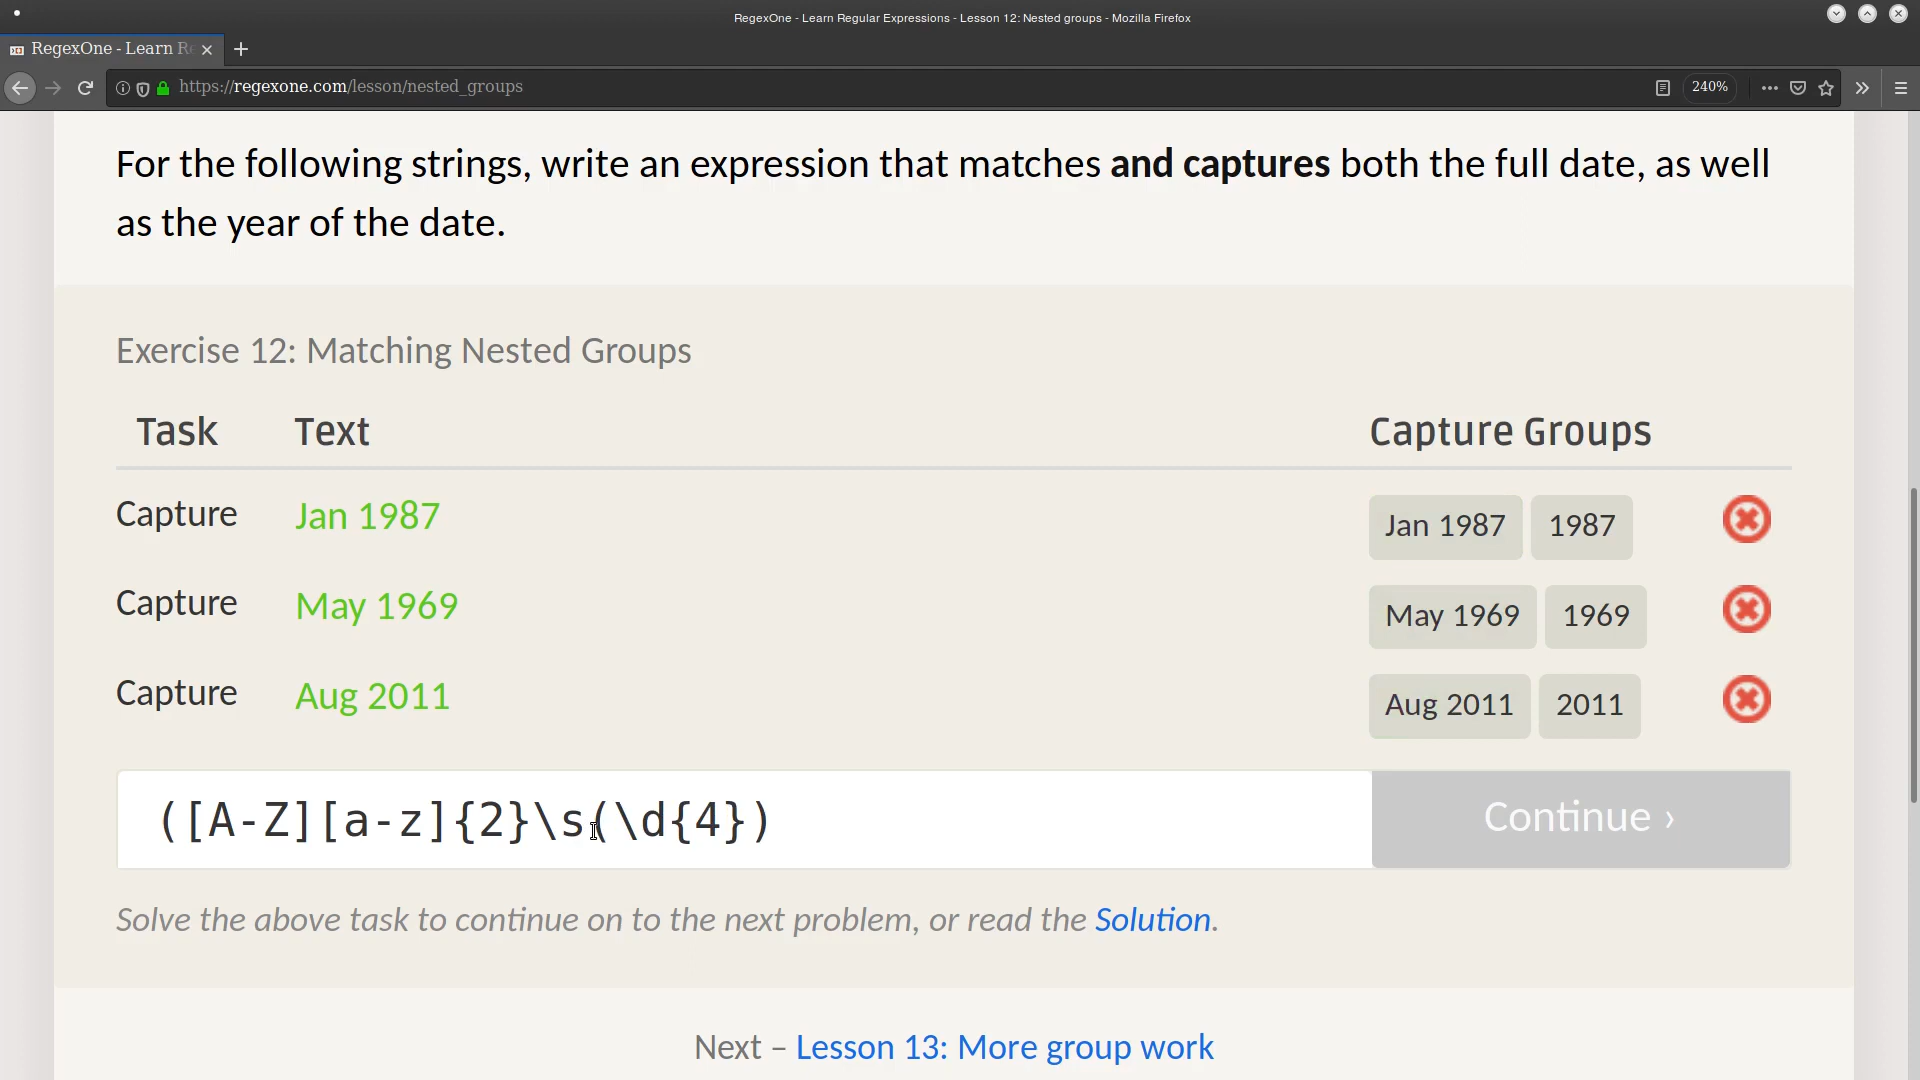 RegexOne - Learn Regular Expressions - Lesson 12: Nested groups - Mozilla Firefox
RegexOne - Learn Re
https://regexone.com/lesson/nested_groups
240%
For the following strings, write an expression that matches and captures both the full date, as well
as the year of the date.
Exercise 12: Matching Nested Groups
Task Text Capture Groups
Capture Jan 1987 Jan 1987 1987
Capture May 1969 May 1969 1969
Capture Aug 2011 Aug 2011 2011
([A-Z][a-z]{2}\s(\d{4}) Continue ›
Solve the above task to continue on to the next problem, or read the Solution.
Next – Lesson 13: More group work